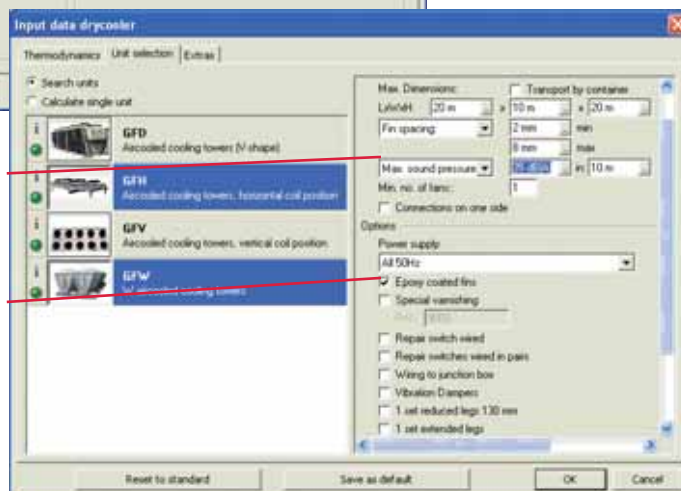 Input data drycooler
Thermodynamics Unit selection Extras
Search units
Calculate single unit
i GFD
Aircooled cooling towers (V shape)
i GFH
Aircooled cooling towers, horizontal coil position
i GFV
Aircooled cooling towers, vertical coil position
i GFW
cooling towers
Max. Dimensions: Transport by container
LxWxH: 20 m x 10 m x 20 m
Fin spacing: 2 mm min
8 mm max
Max. sound pressure in 10 m
Min. no. of fans: 1
Connections on one side
Options
Power supply
All 50Hz
Epoxy coated fins
Special varnishing
Repair switch wired
Repair switches wired in pairs
Wiring to junction box
Vibration Dampers
1 set reduced legs 130 mm
1 set extended legs
Reset to standard Save as default OK Cancel